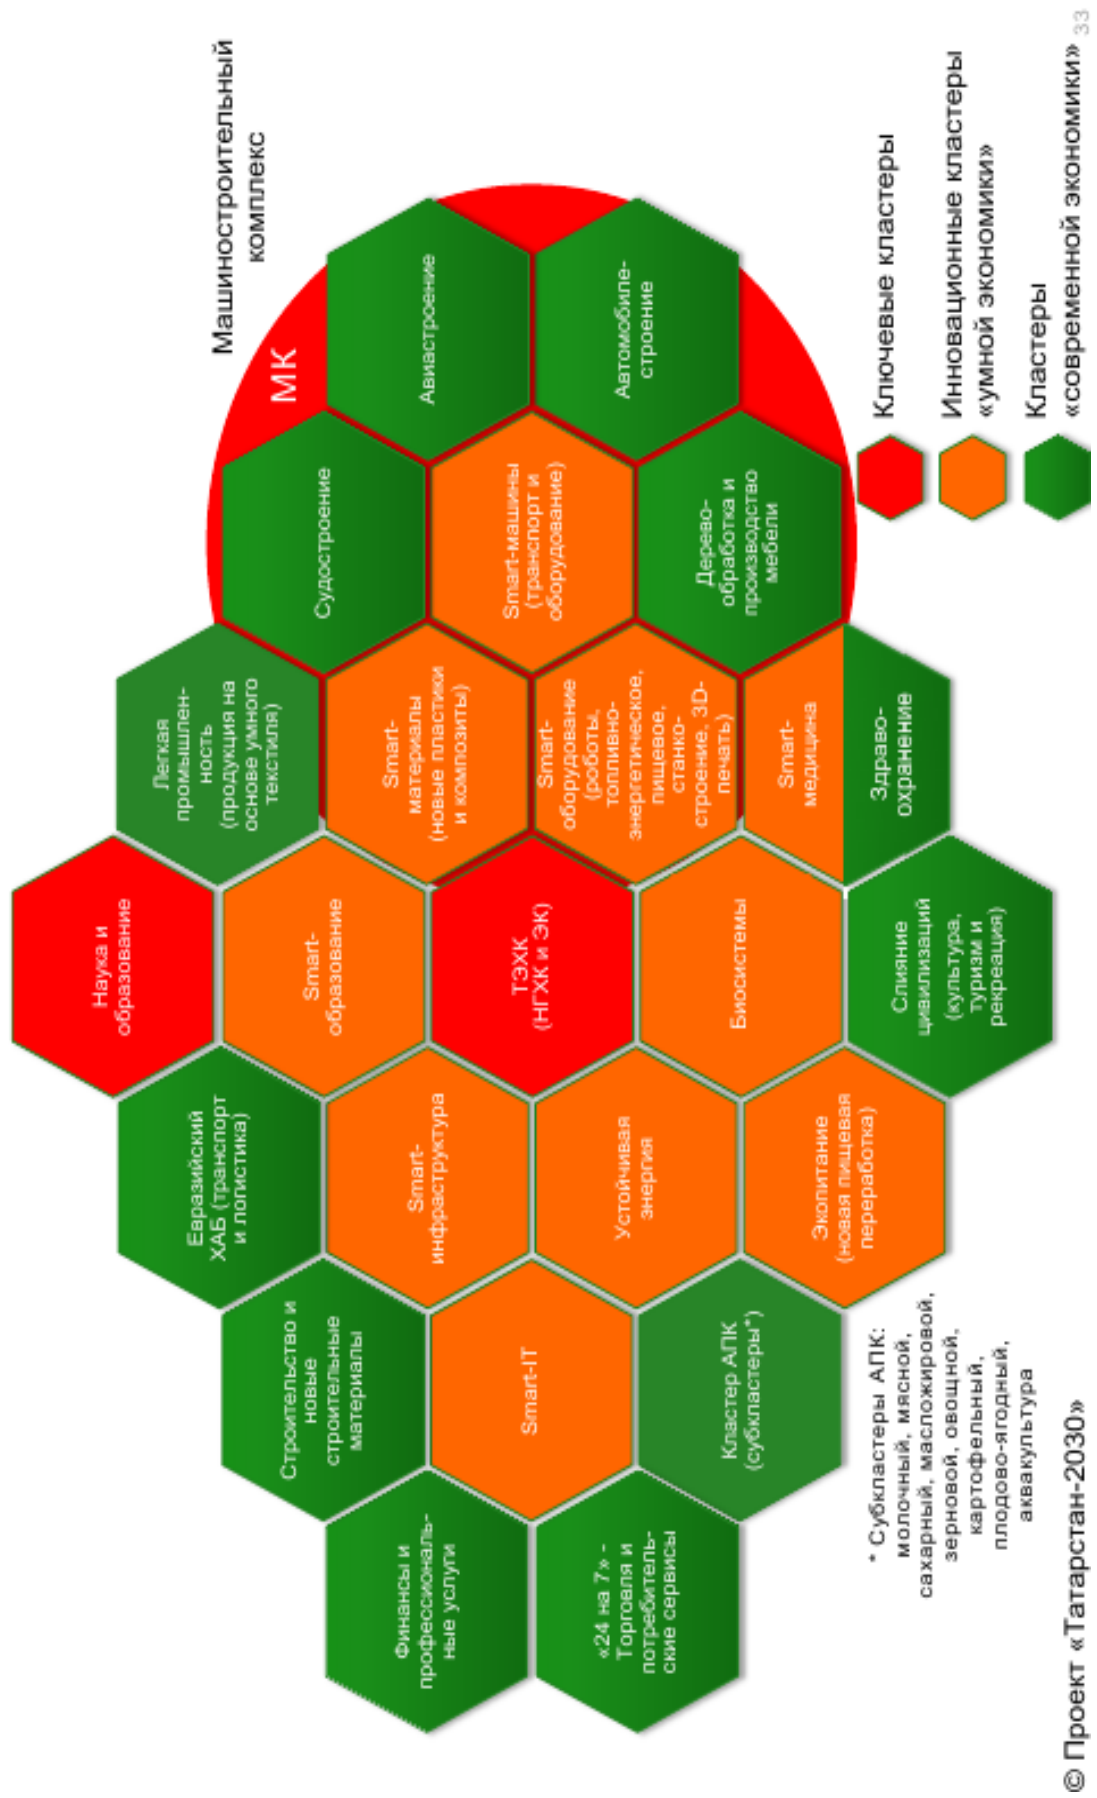 Машиностроительный
комплекс
МК
Наука и
образование
Евразийский
ХАБ (транспорт
и логистика)
Легкая
промышлен-
ность
(продукция на
основе умного
текстиля)
Строительство и
новые
строительные
материалы
Smart-
образование
Судостроение
Финансы и
профессиональ-
ные услуги
Smart-
инфраструктура
Smart-
материалы
(новые пластики
и композиты)
Авиастроение
Smart-IT
ТЭХК
(НГХК и ЭК)
Smart-машины
(транспорт и
оборудование)
«24 на 7» -
Торговля и
потребитель-
ские сервисы
Устойчивая
энергия
Smart-
оборудование
(роботы,
топливно-
энергетическое,
пищевое,
станко-
строение, 3D-
печать)
Автомобиле-
строение
Кластер АПК
(субкластеры*)
Биосистемы
Дерево-
обработка и
производство
мебели
Экопитание
(новая пищевая
переработка)
Smart-
медицина
Здраво-
охранение
Слияние
цивилизаций
(культура,
туризм и
рекреация)
* Субкластеры АПК:
молочный, мясной,
сахарный, масложировой,
зерновой, овощной,
картофельный,
плодово-ягодный,
аквакультура
Ключевые кластеры
Инновационные кластеры
«умной экономики»
Кластеры
«современной экономики»
© Проект «Татарстан-2030»
33